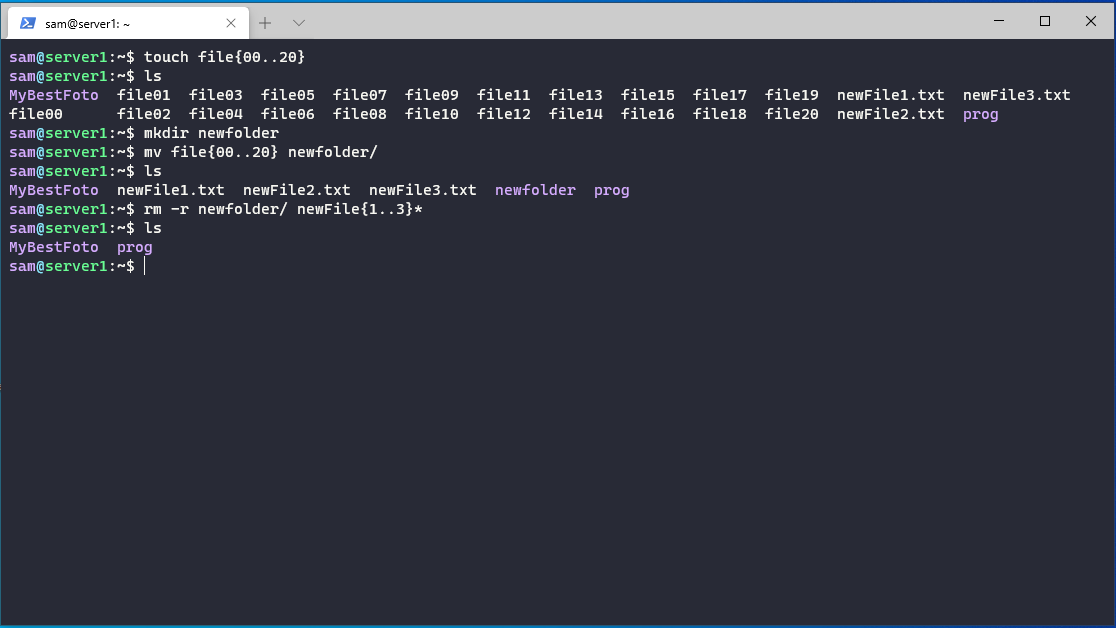 sam@server1: ~
sam@server1:~$ touch file{00..20}
sam@server1:~$ ls
MyBestFoto  file01  file03  file05  file07  file09  file11  file13  file15  file17  file19  newFile1.txt  newFile3.txt
file00      file02  file04  file06  file08  file10  file12  file14  file16  file18  file20  newFile2.txt  prog
sam@server1:~$ mkdir newfolder
sam@server1:~$ mv file{00..20} newfolder/
sam@server1:~$ ls
MyBestFoto  newFile1.txt  newFile2.txt  newFile3.txt  newfolder  prog
sam@server1:~$ rm -r newfolder/ newFile{1..3}*
sam@server1:~$ ls
MyBestFoto  prog
sam@server1:~$